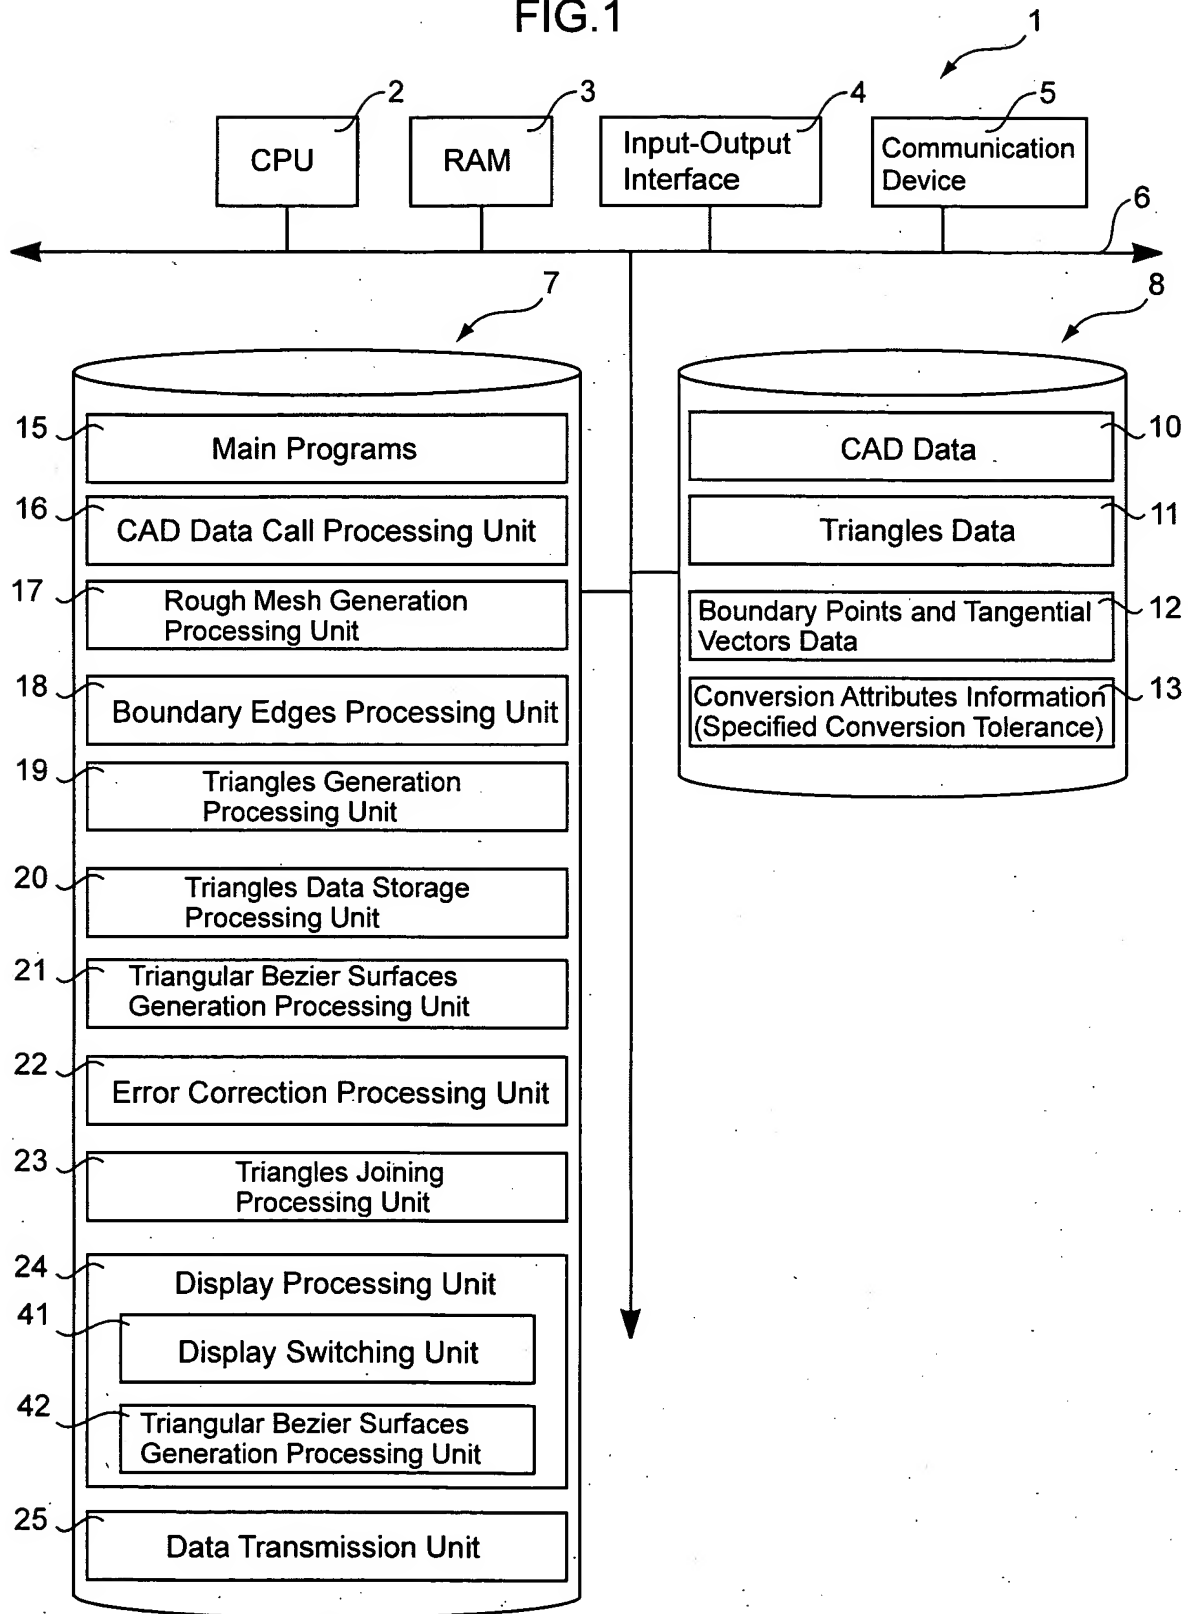 FIG.1
1
2
3
4
5
CPU
RAM
Input-Output
Interface
Communication
Device
6
7
8
15
Main Programs
16
CAD Data Call Processing Unit
17
Rough Mesh Generation
Processing Unit
18
Boundary Edges Processing Unit
19
Triangles Generation
Processing Unit
20
Triangles Data Storage
Processing Unit
21
Triangular Bezier Surfaces
Generation Processing Unit
22
Error Correction Processing Unit
23
Triangles Joining
Processing Unit
24
Display Processing Unit
41
Display Switching Unit
42
Triangular Bezier Surfaces
Generation Processing Unit
25
Data Transmission Unit
CAD Data
10
Triangles Data
11
Boundary Points and Tangential
Vectors Data
12
Conversion Attributes Information
(Specified Conversion Tolerance)
13